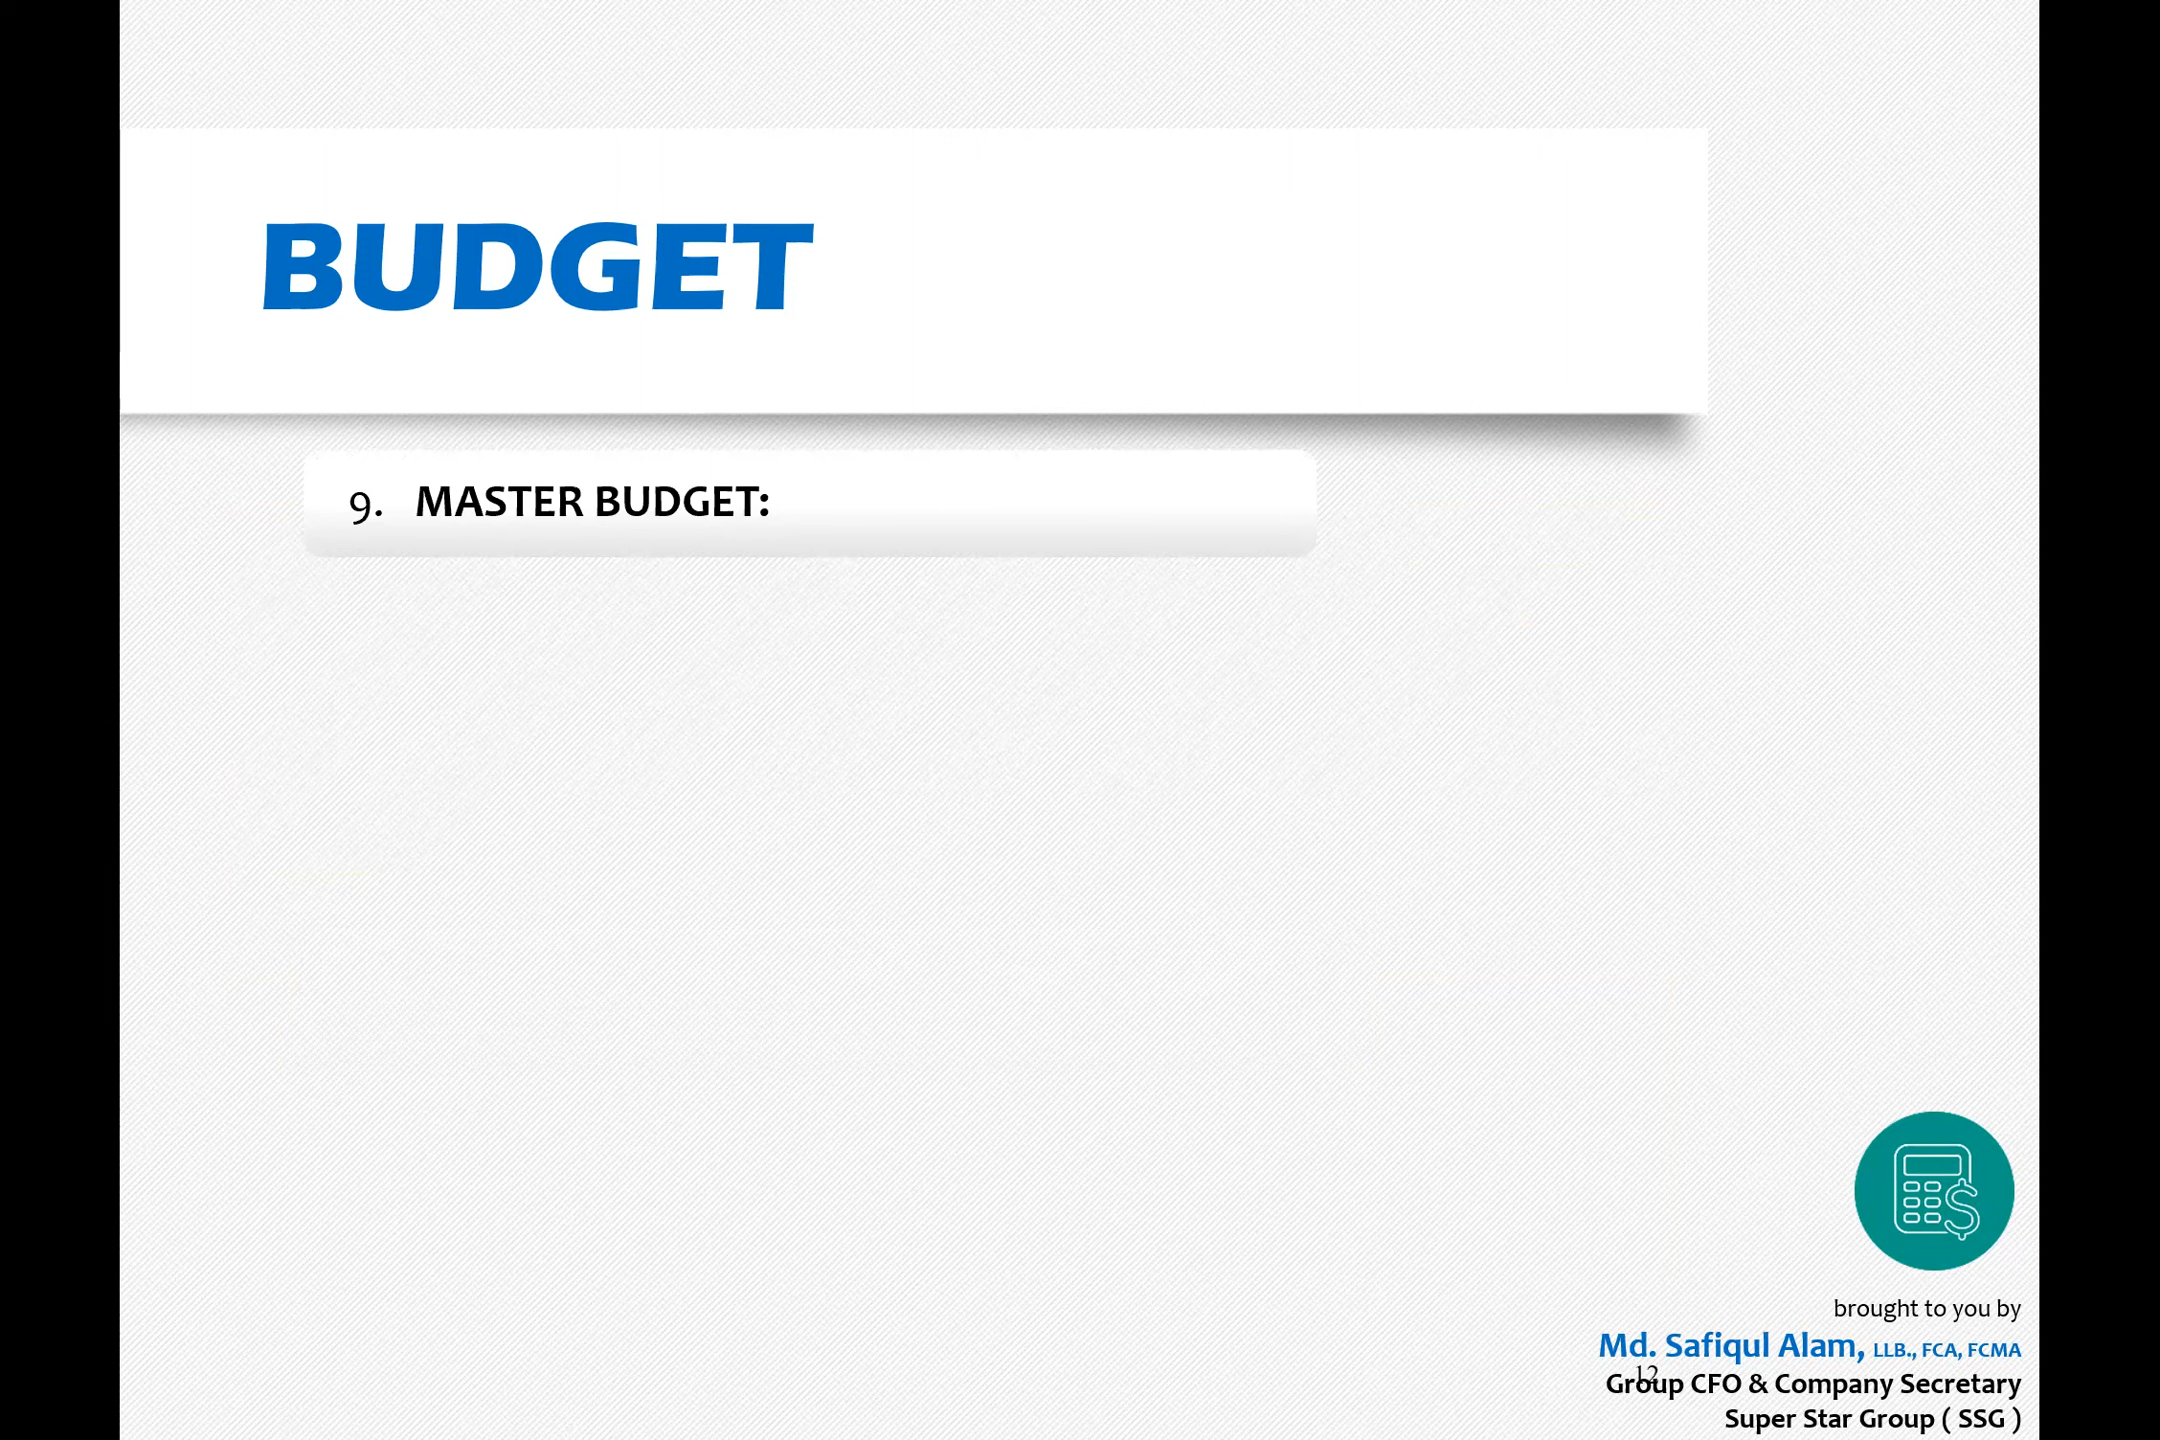 BUDGET
9. MASTER BUDGET:
brought to you by
Md. Safiqul Alam, LLB., FCA, FCMA
12
Group CFO & Company Secretary
Super Star Group ( SSG )